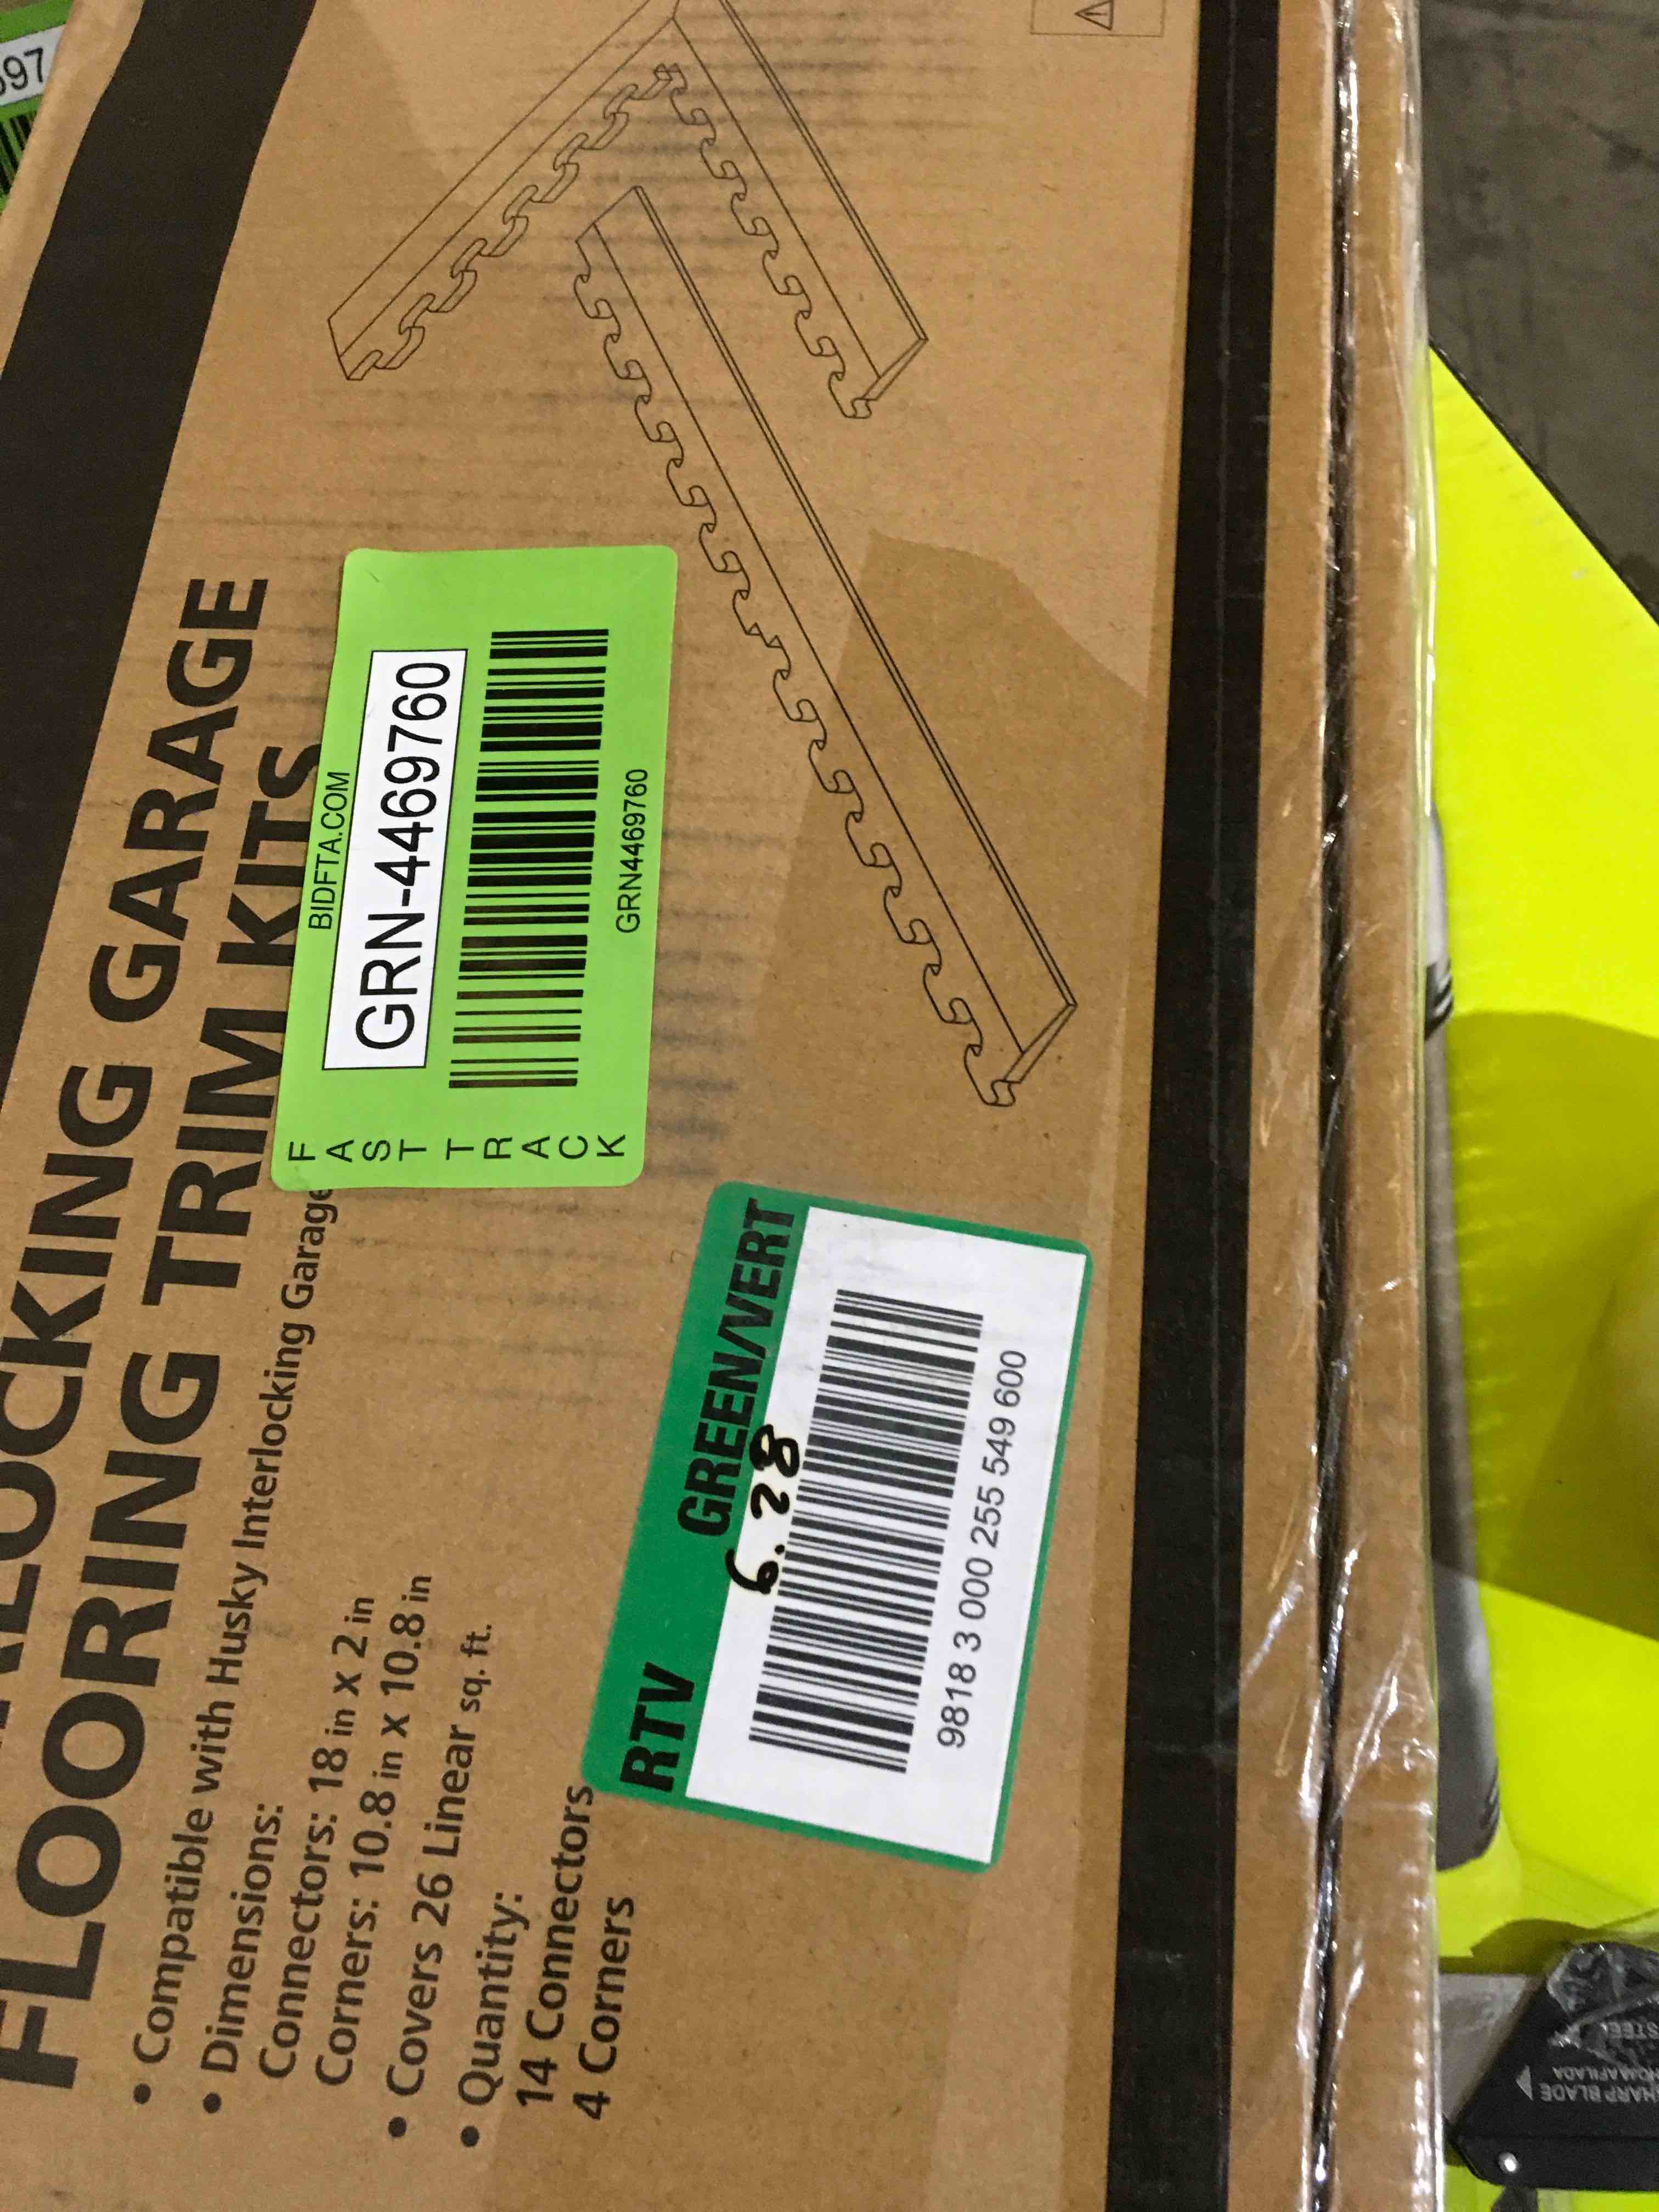 FLOORING TRIM KITS
GARAGE
• Compatible with Husky Interlocking Garage
• Dimensions:
Connectors: 18 in x 2 in
Corners: 10.8 in x 10.8 in
• Covers 26 Linear sq. ft.
• Quantity:
14 Connectors
4 Corners
BIDFTA.COM
GRN-4469760
GRN4469760
FAST TRACK
RTV GREEN/VERT
6.28
9818 3 000 255 549 600